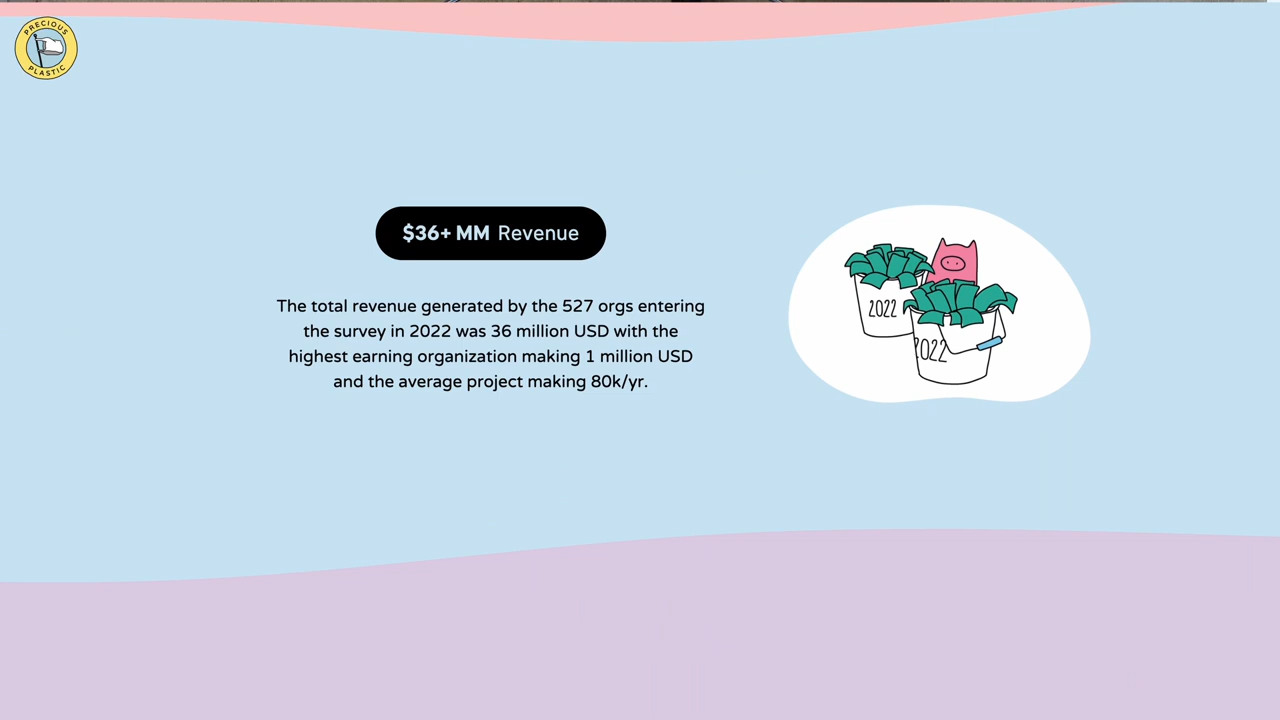 PRECIOUS
PLASTIC
$36+ MM Revenue
The total revenue generated by the 527 orgs entering
the survey in 2022 was 36 million USD with the
highest earning organization making 1 million USD
and the average project making 80k/yr.
2022
2022